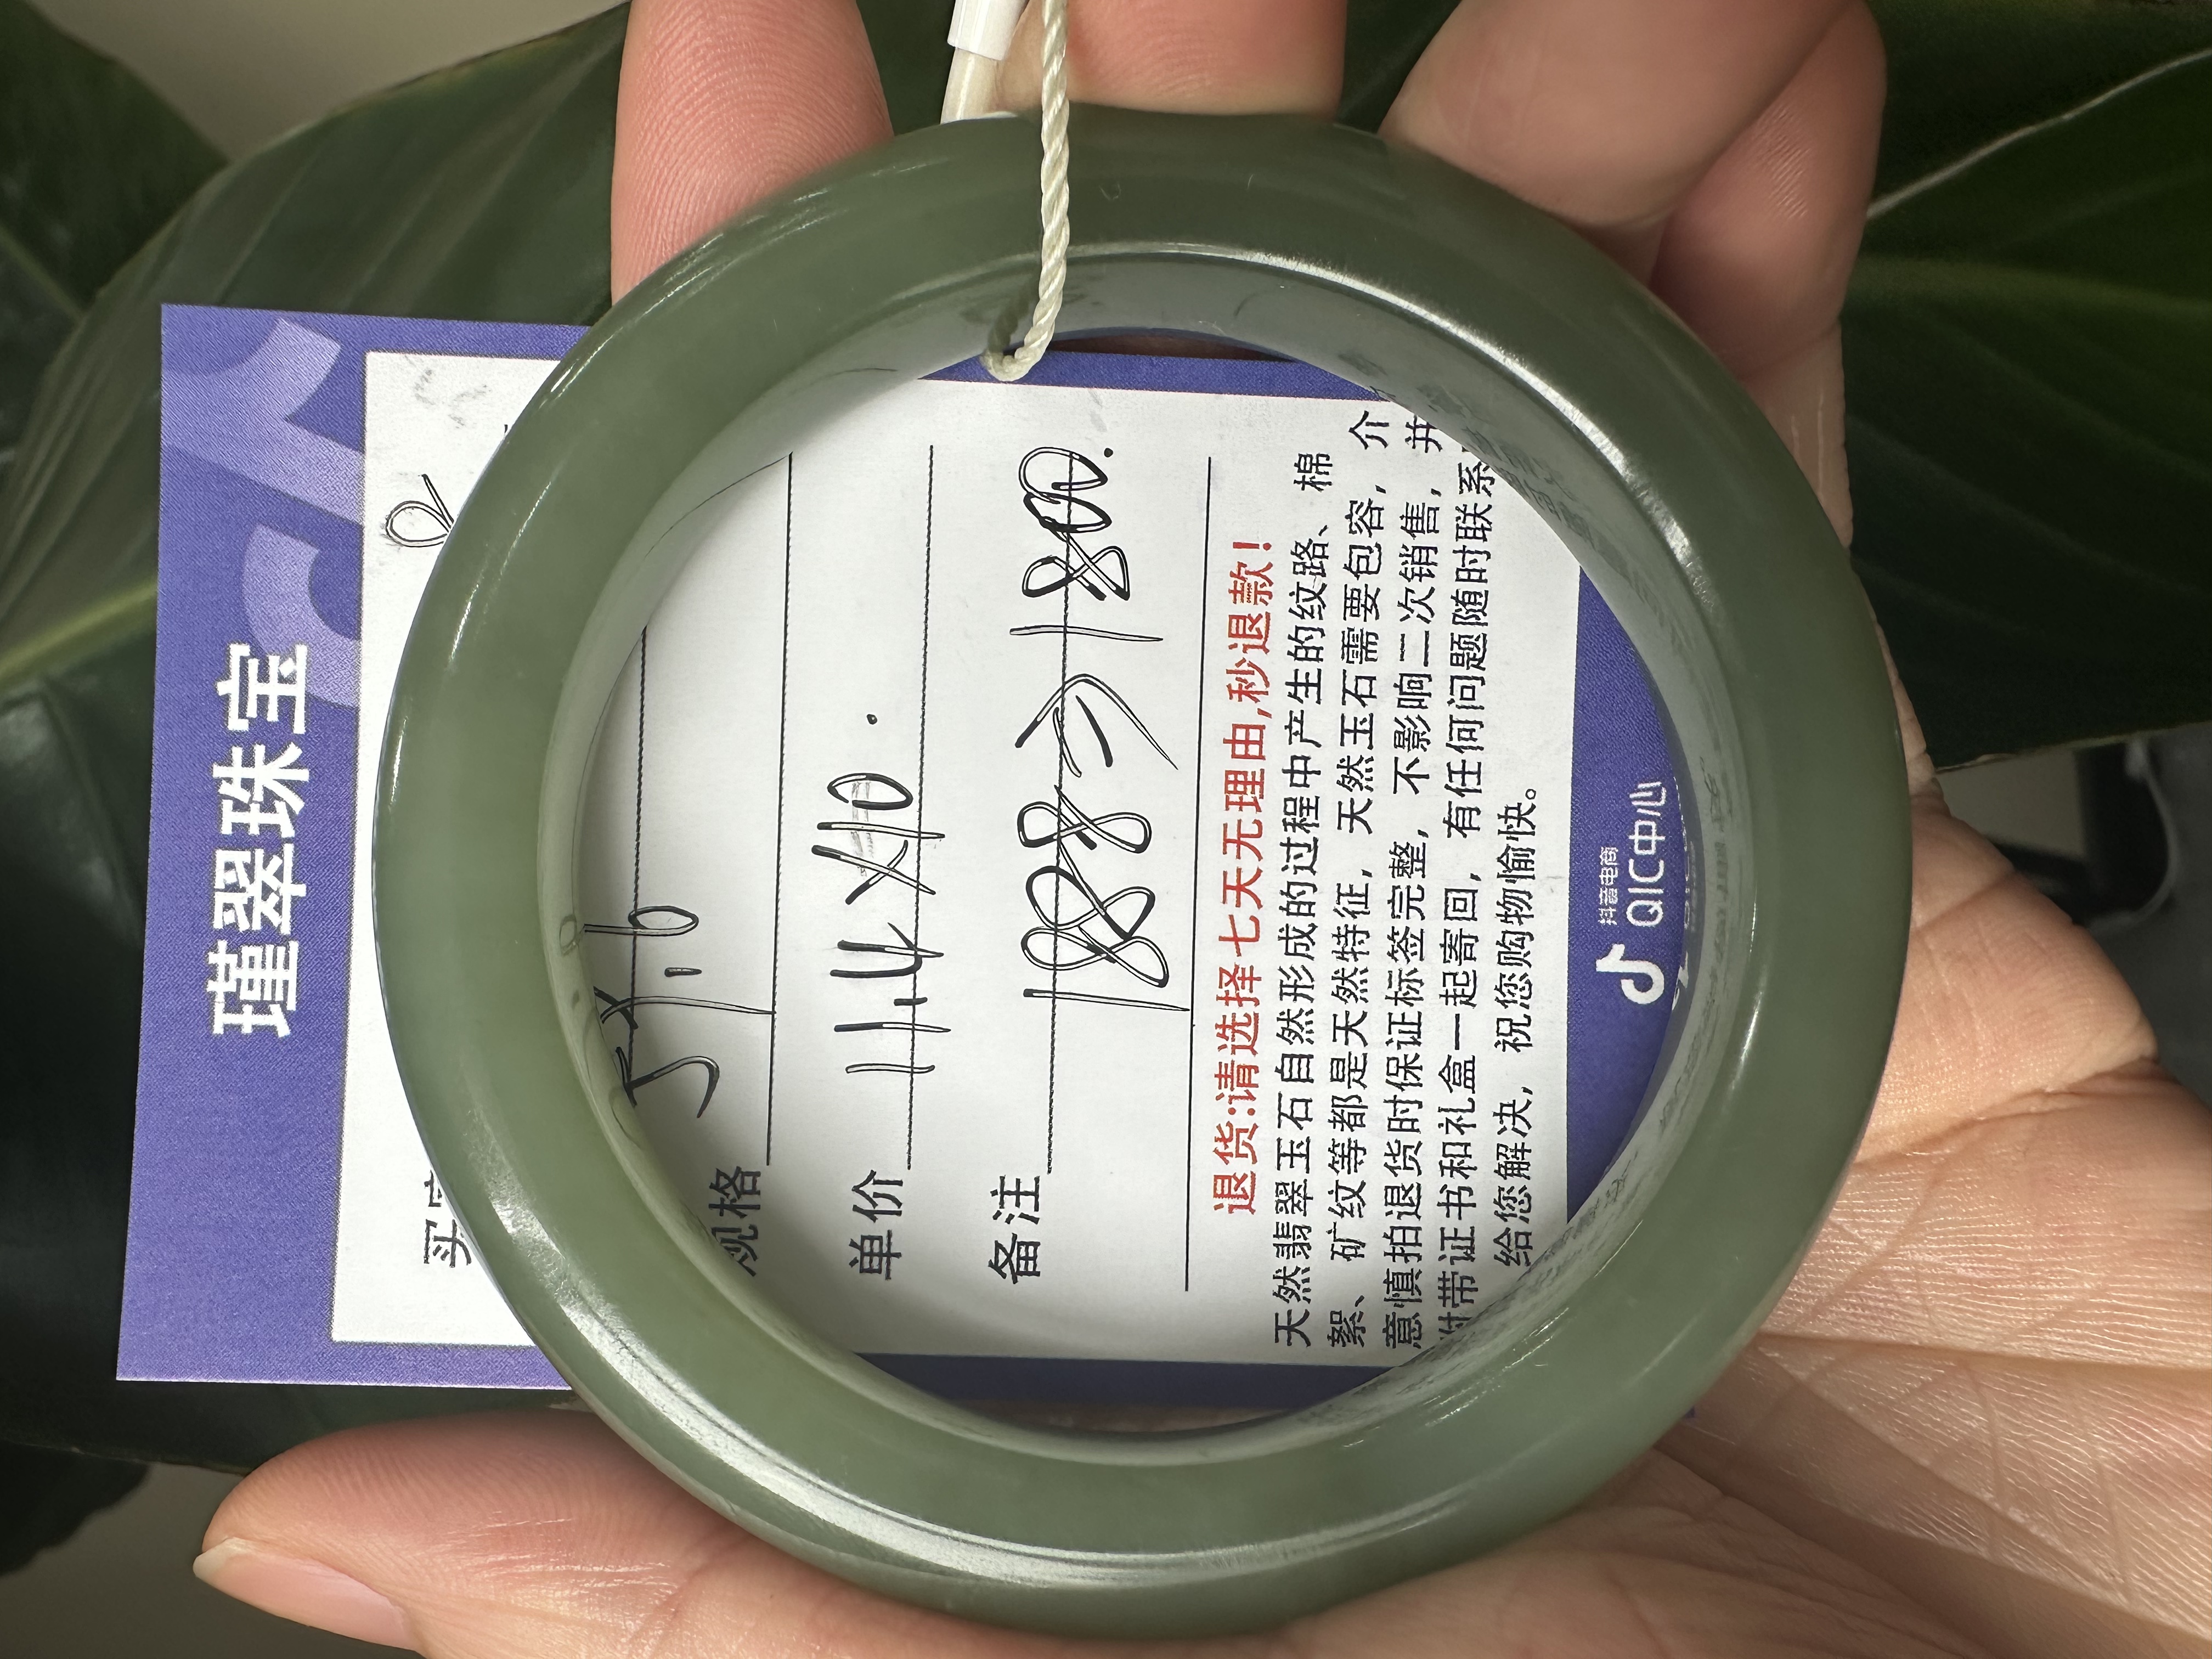 瑾翠珠宝
买
规格 57.6
单价 11.4×10.
备注 1888 => 1800.
退货:请选择七天无理由,秒退款!
天然翡翠玉石自然形成的过程中产生的纹路、棉
絮、矿纹等都是天然特征，天然玉石需要包容，介
意慎拍退货时保证标签完整，不影响二次销售，并
附带证书和礼盒一起寄回，有任何问题随时联系
给您解决，祝您购物愉快。
抖音电商
QIC中心